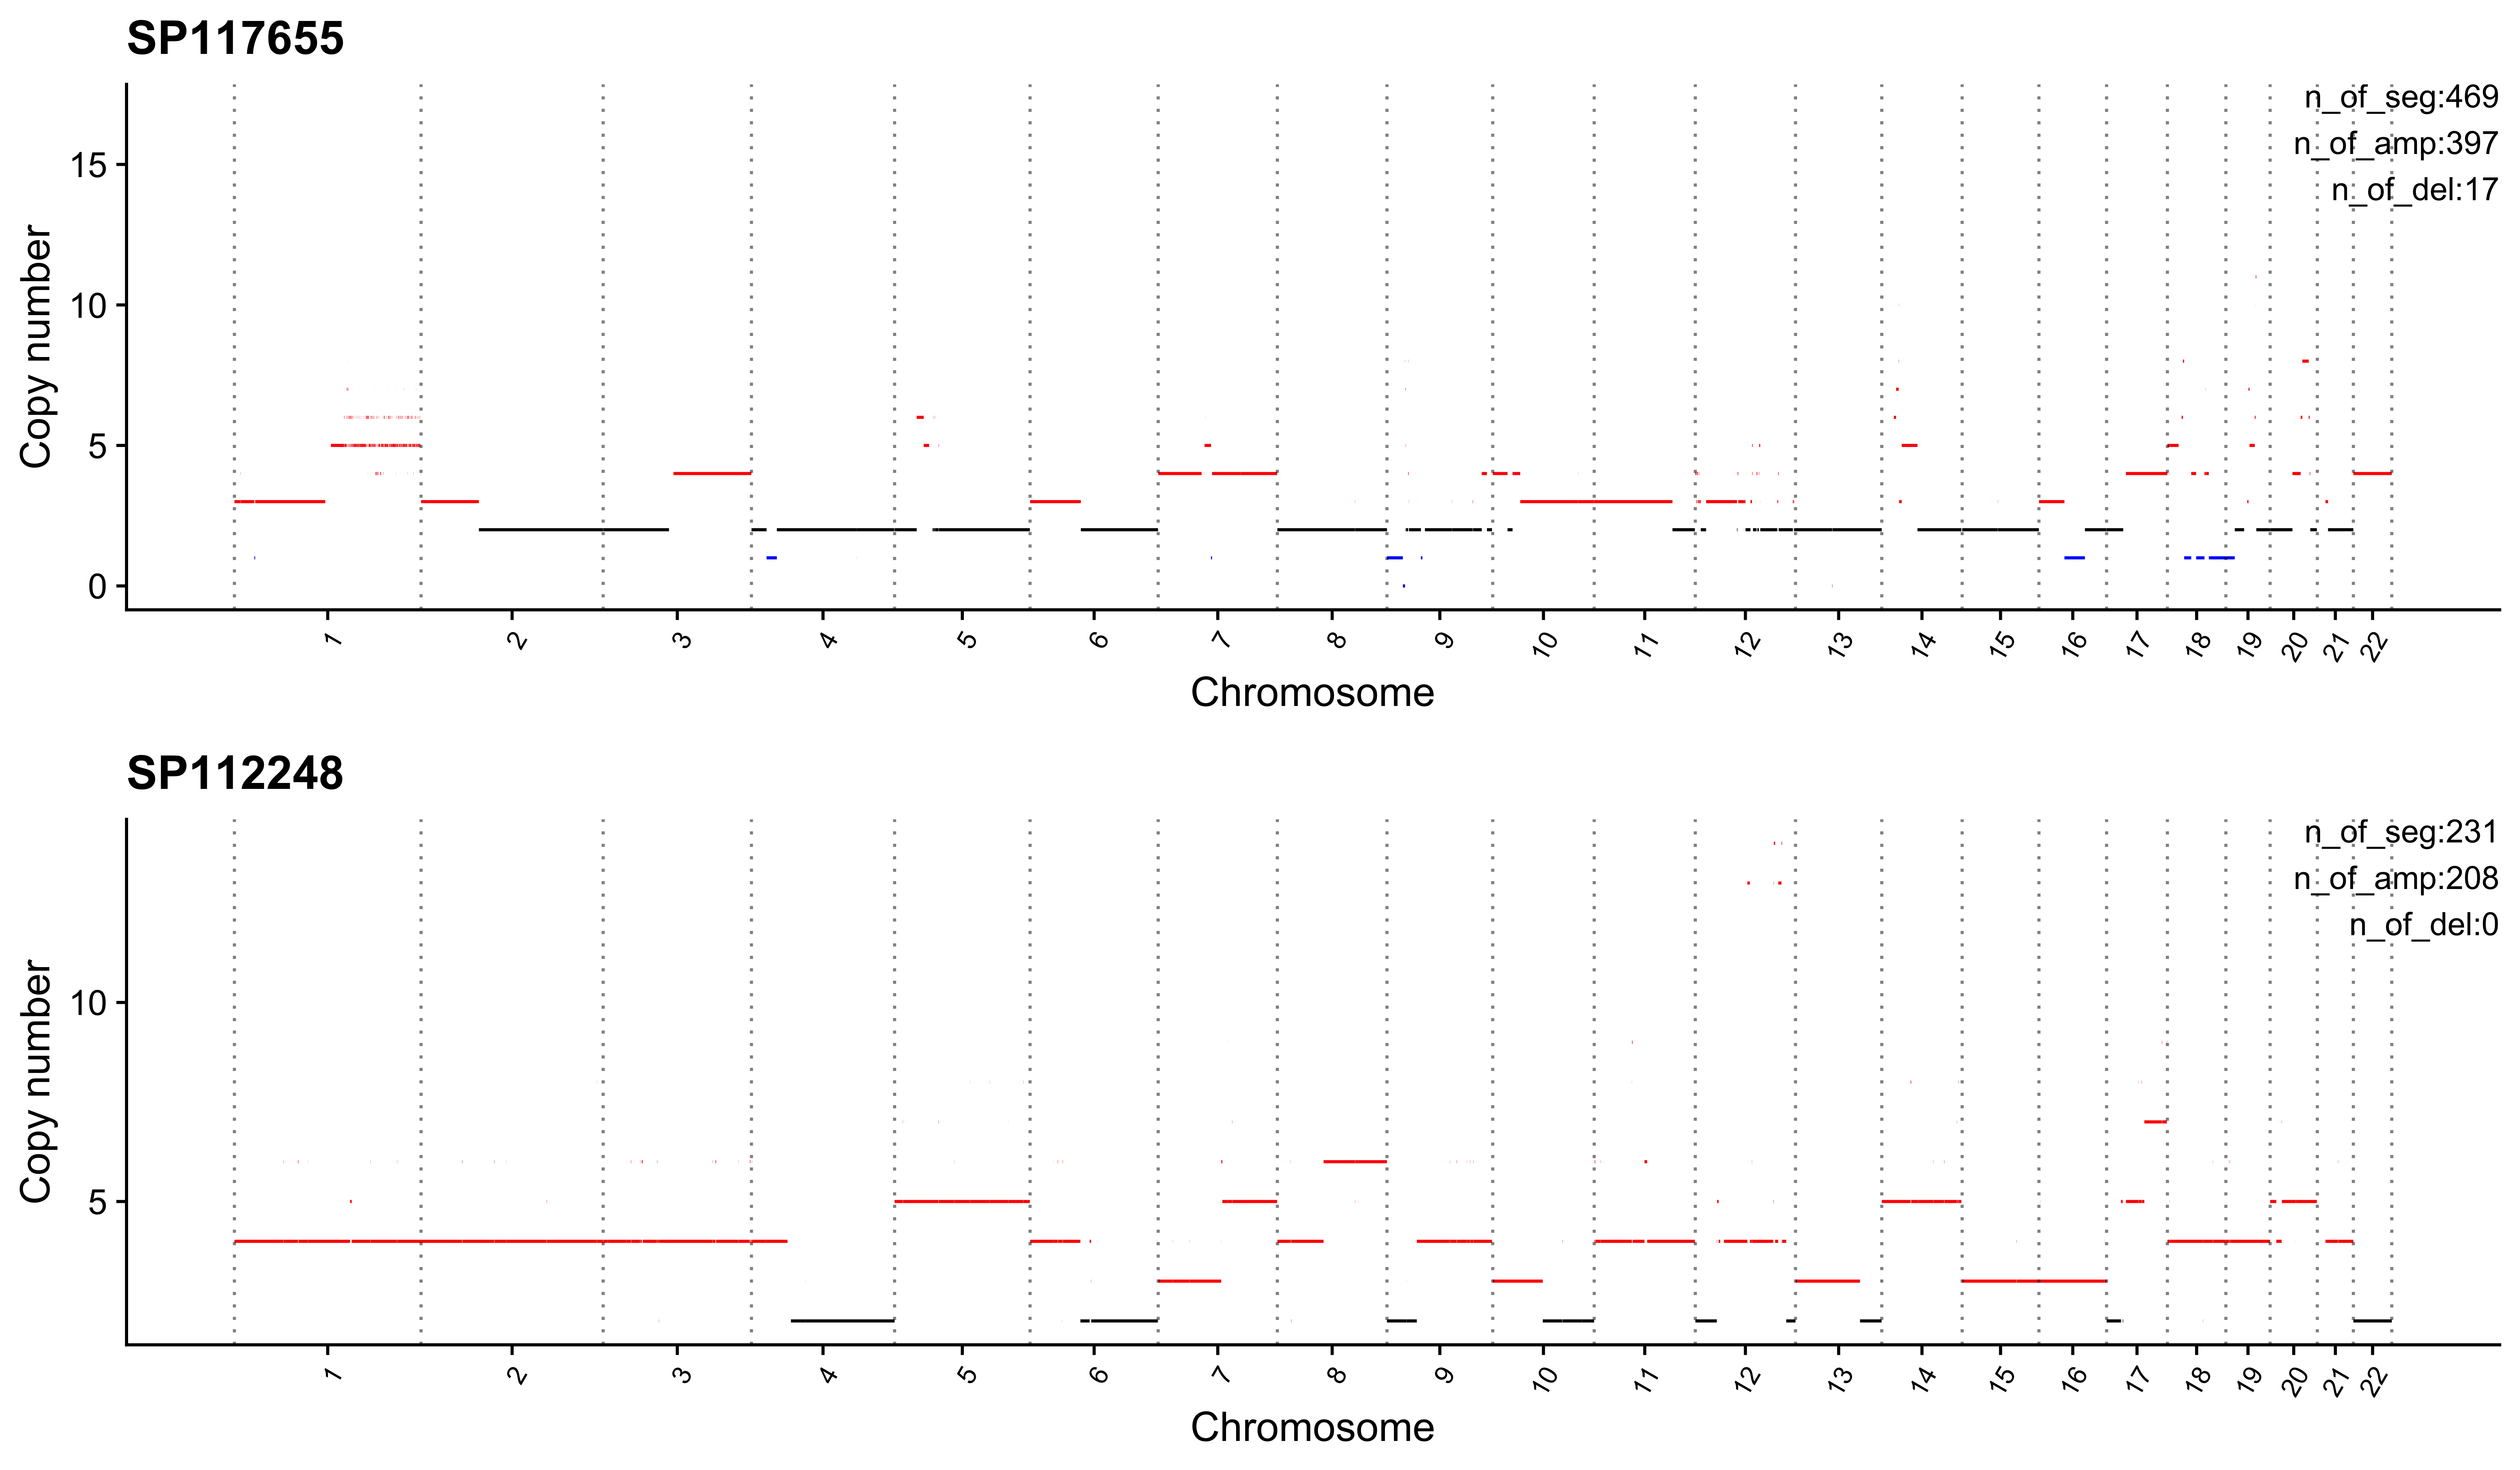 SP117655
n_of_seg:469
n_of_amp:397
n_of_del:17
Copy number
15
10
5
0
1 2 3 4 5 6 7 8 9 10 11 12 13 14 15 16 17 18 19 20 21 22
Chromosome
SP112248
n_of_seg:231
n_of_amp:208
n_of_del:0
Copy number
10
5
1 2 3 4 5 6 7 8 9 10 11 12 13 14 15 16 17 18 19 20 21 22
Chromosome